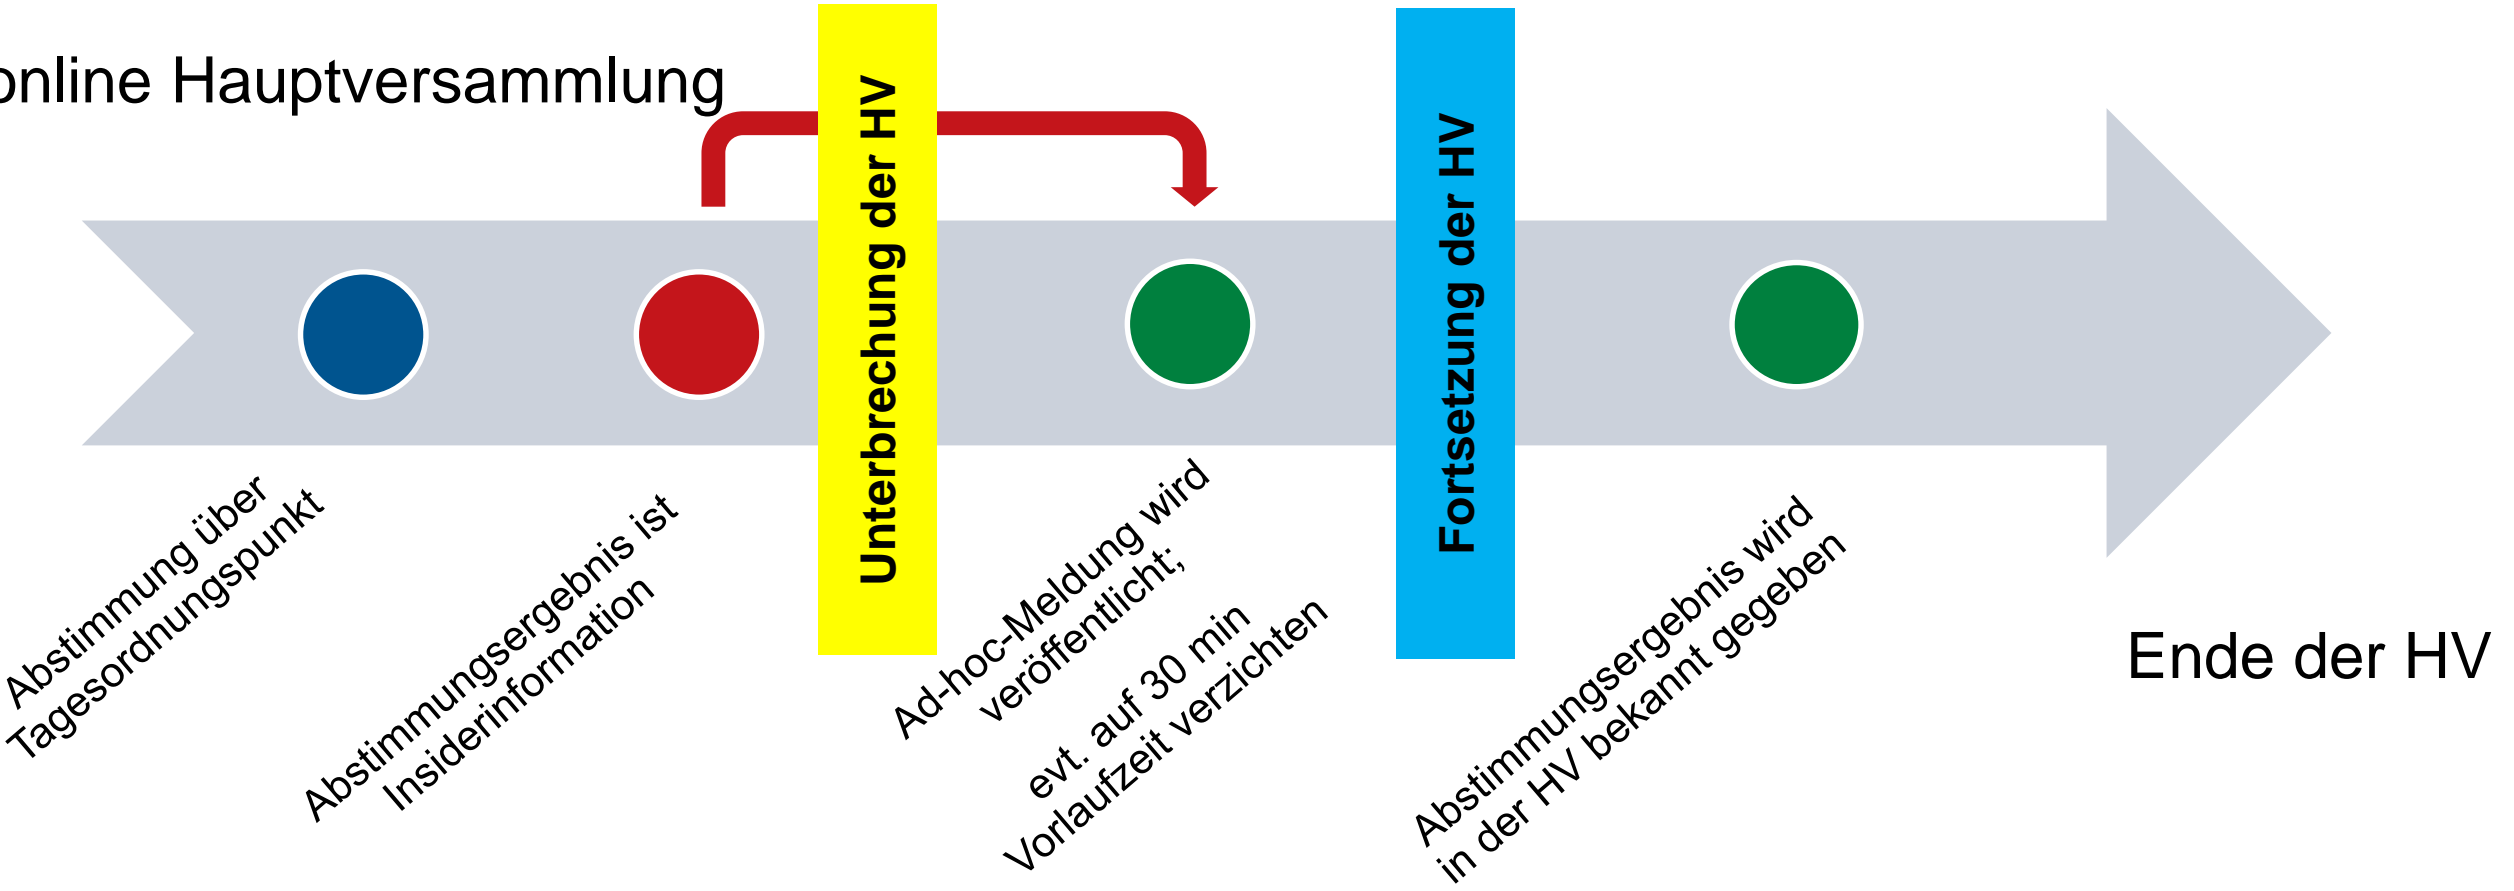 online Hauptversammlung
Unterbrechung der HV
Fortsetzung der HV
Abstimmung über
Tagesordnungspunkt
Abstimmungsergebnis ist
Insiderinformation
Ad-hoc-Meldung wird
veröffentlicht;
evt. auf 30 min
Vorlaufzeit verzichten
Abstimmungsergebnis wird
in der HV bekannt gegeben
Ende der HV